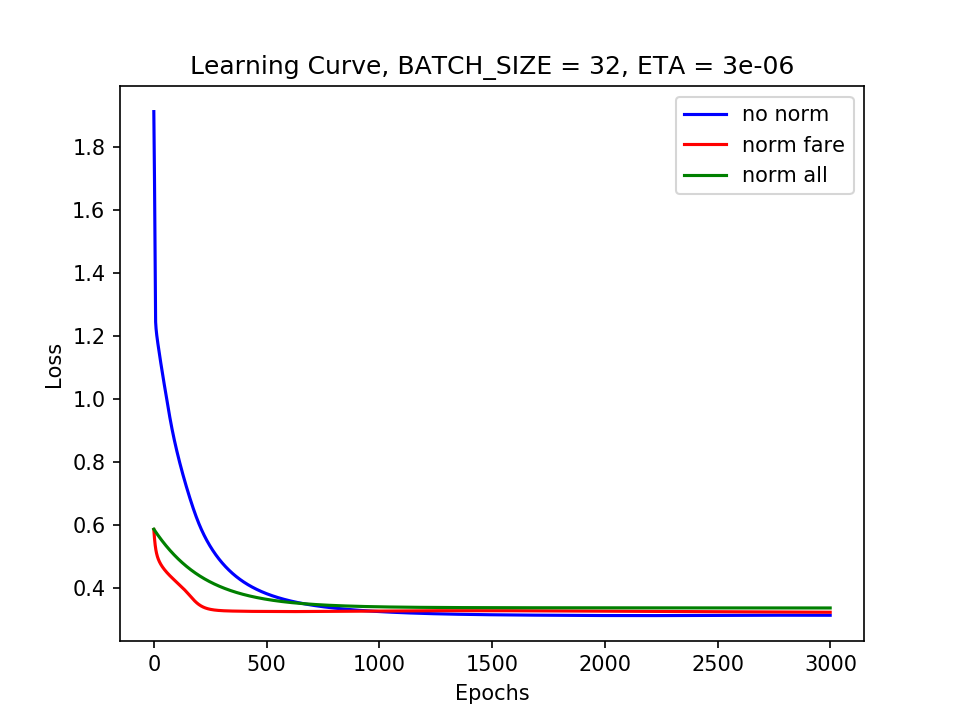 Learning Curve, BATCH_SIZE = 32, ETA = 3e-06
no norm
norm fare
norm all
1.8
1.6
1.4
1.2
1.0
0.8
0.6
0.4
Loss
0 500 1000 1500 2000 2500 3000
Epochs